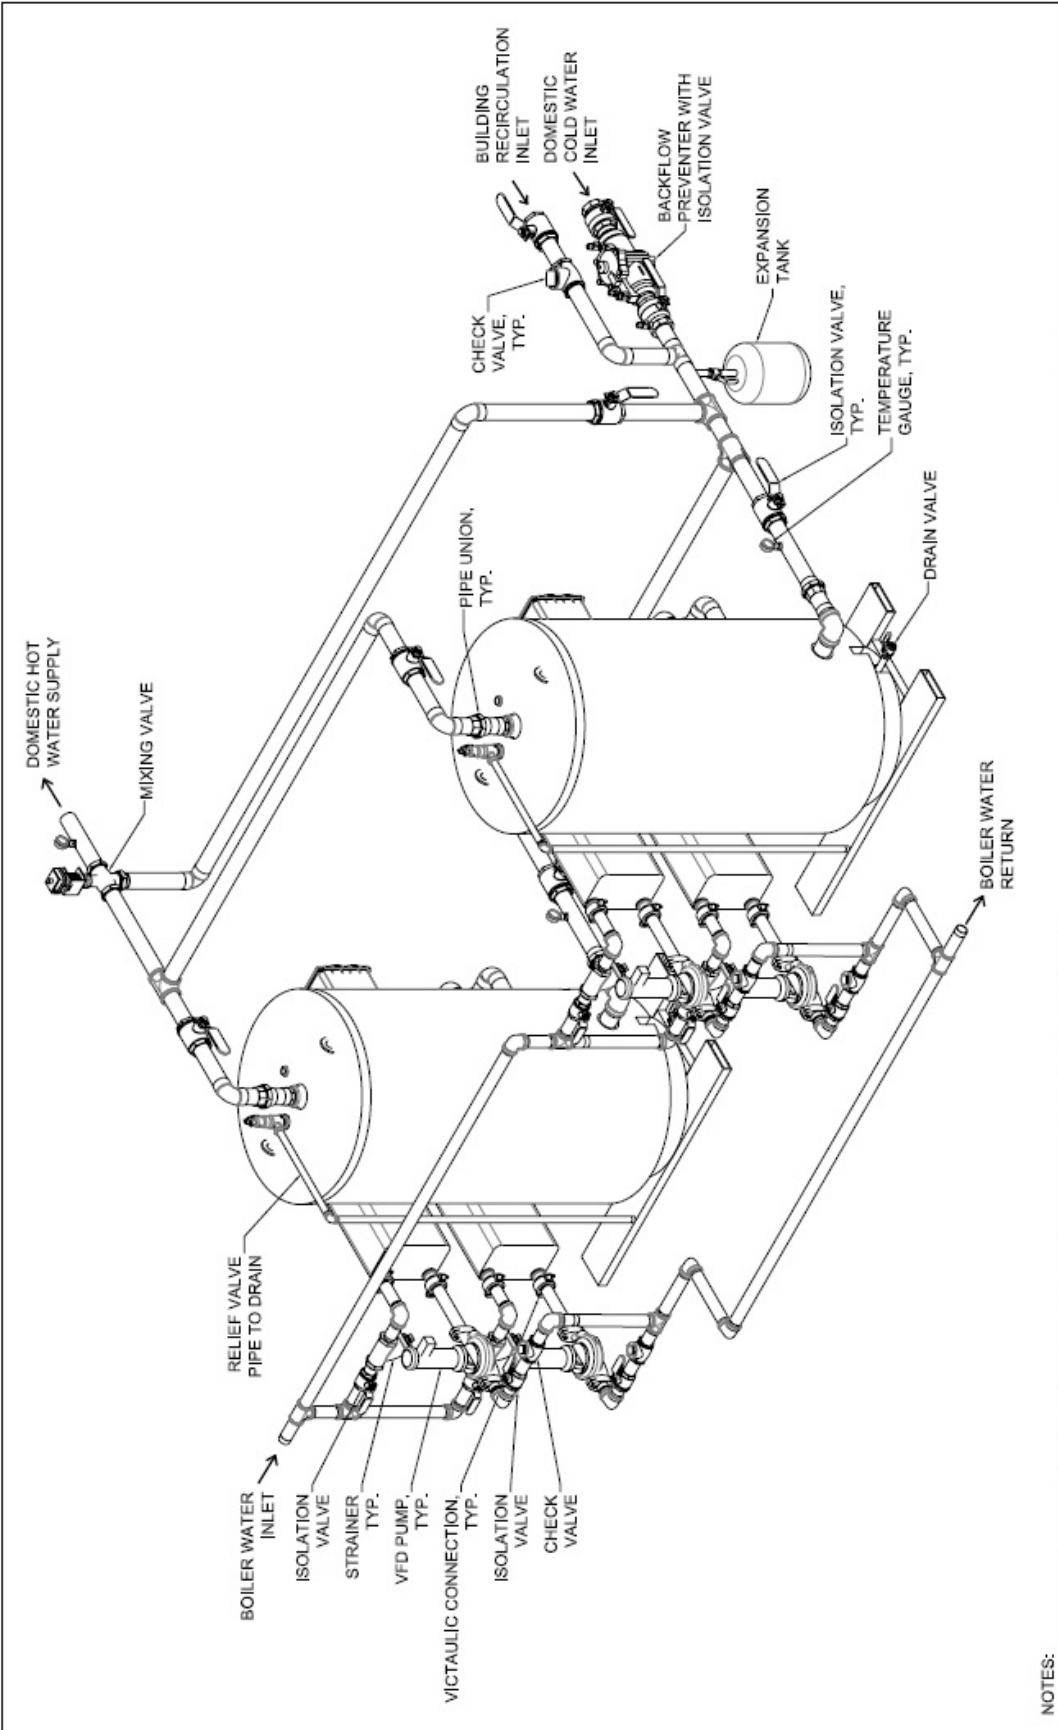 DOMESTIC HOT
WATER SUPPLY
MIXING VALVE
BUILDING
RECIRCULATION
INLET
DOMESTIC
COLD WATER
INLET
CHECK
VALVE,
TYP.
BACKFLOW
PREVENTER WITH
ISOLATION VALVE
EXPANSION
TANK
PIPE UNION,
TYP.
ISOLATION VALVE,
TYP.
TEMPERATURE
GAUGE, TYP.
DRAIN VALVE
RELIEF VALVE
PIPE TO DRAIN
BOILER WATER
INLET
ISOLATION
VALVE
STRAINER
TYP.
VFD PUMP,
TYP.
VICTAULIC CONNECTION,
TYP.
ISOLATION
VALVE
CHECK
VALVE
BOILER WATER
RETURN
NOTES: